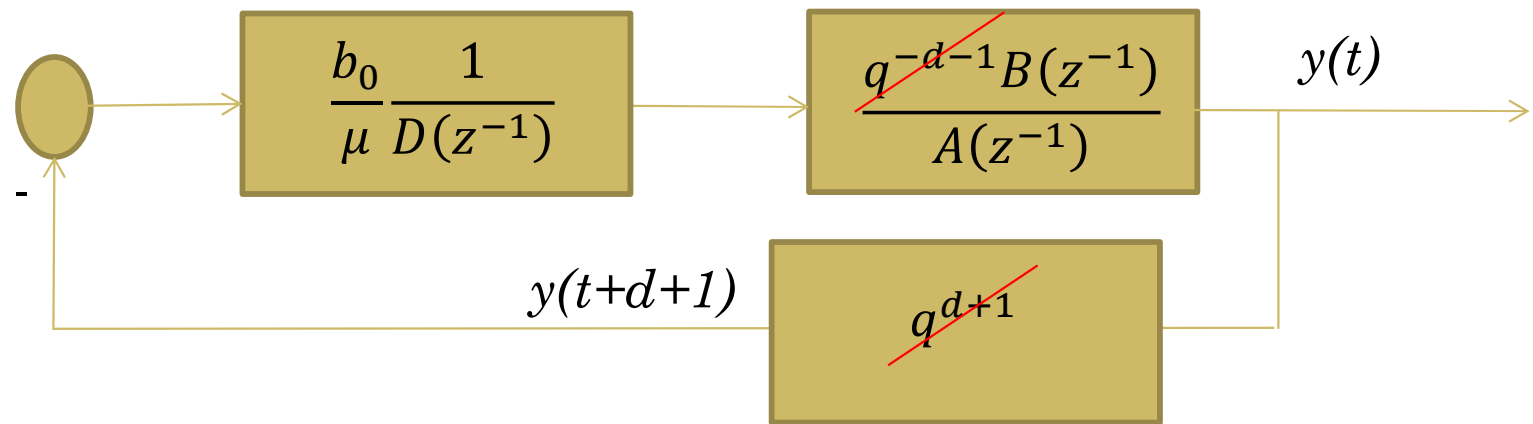 b₀/μ 1/D(z⁻¹)
q⁻ᵈ⁻¹B(z⁻¹)/A(z⁻¹)
y(t)
-
y(t+d+1)
qᵈ⁺¹